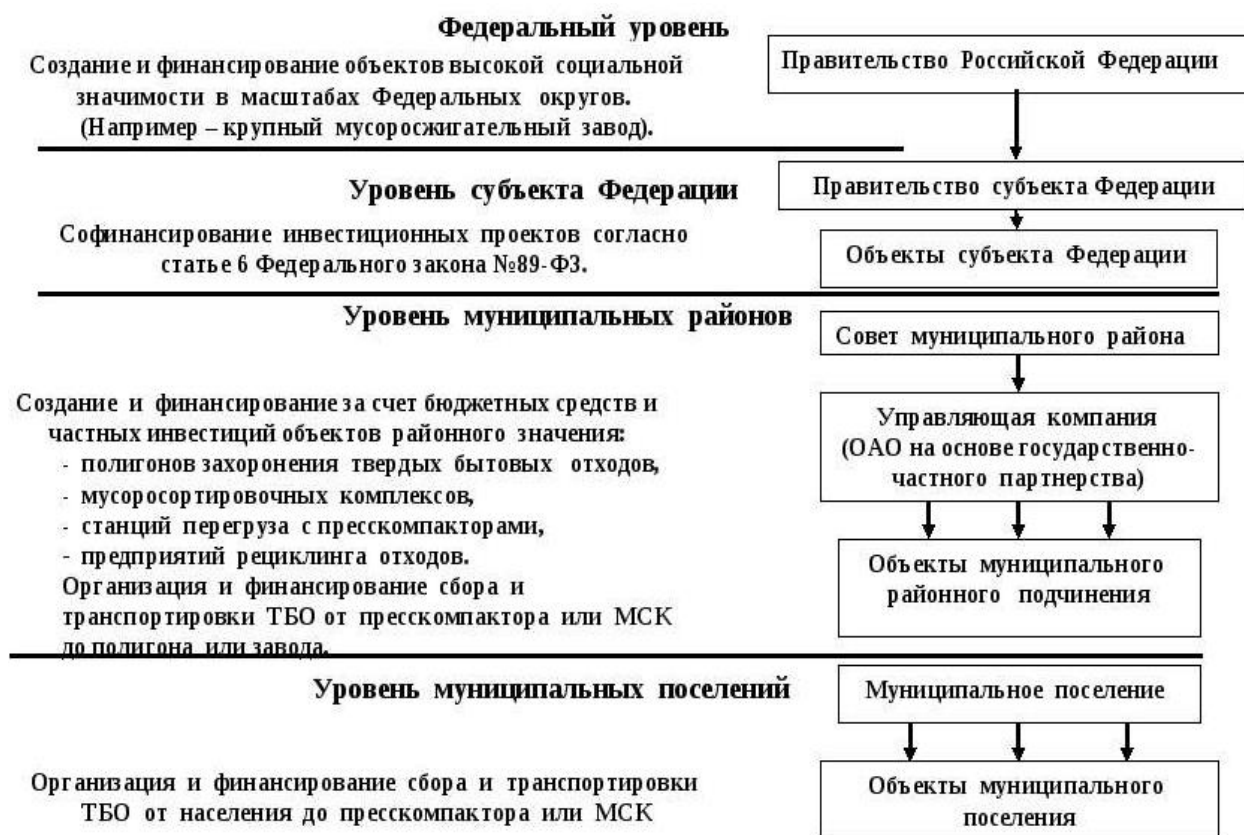 Федеральный уровень
Создание и финансирование объектов высокой социальной
значимости в масштабах Федеральных округов.
(Например – крупный мусоросжигательный завод).
Правительство Российской Федерации
Уровень субъекта Федерации
Софинансирование инвестиционных проектов согласно
статье 6 Федерального закона №89-ФЗ.
Правительство субъекта Федерации
Объекты субъекта Федерации
Уровень муниципальных районов
Создание и финансирование за счет бюджетных средств и
частных инвестиций объектов районного значения:
- полигонов захоронения твердых бытовых отходов,
- мусоросортировочных комплексов,
- станций перегруза с пресскомпакторами,
- предприятий рециклинга отходов.
Организация и финансирование сбора и
транспортировки ТБО от пресскомпактора или МСК
до полигона или завода.
Совет муниципального района
Управляющая компания
(ОАО на основе государственно-
частного партнерства)
Объекты муниципального
районного подчинения
Уровень муниципальных поселений
Организация и финансирование сбора и транспортировки
ТБО от населения до пресскомпактора или МСК
Муниципальное поселение
Объекты муниципального
поселения